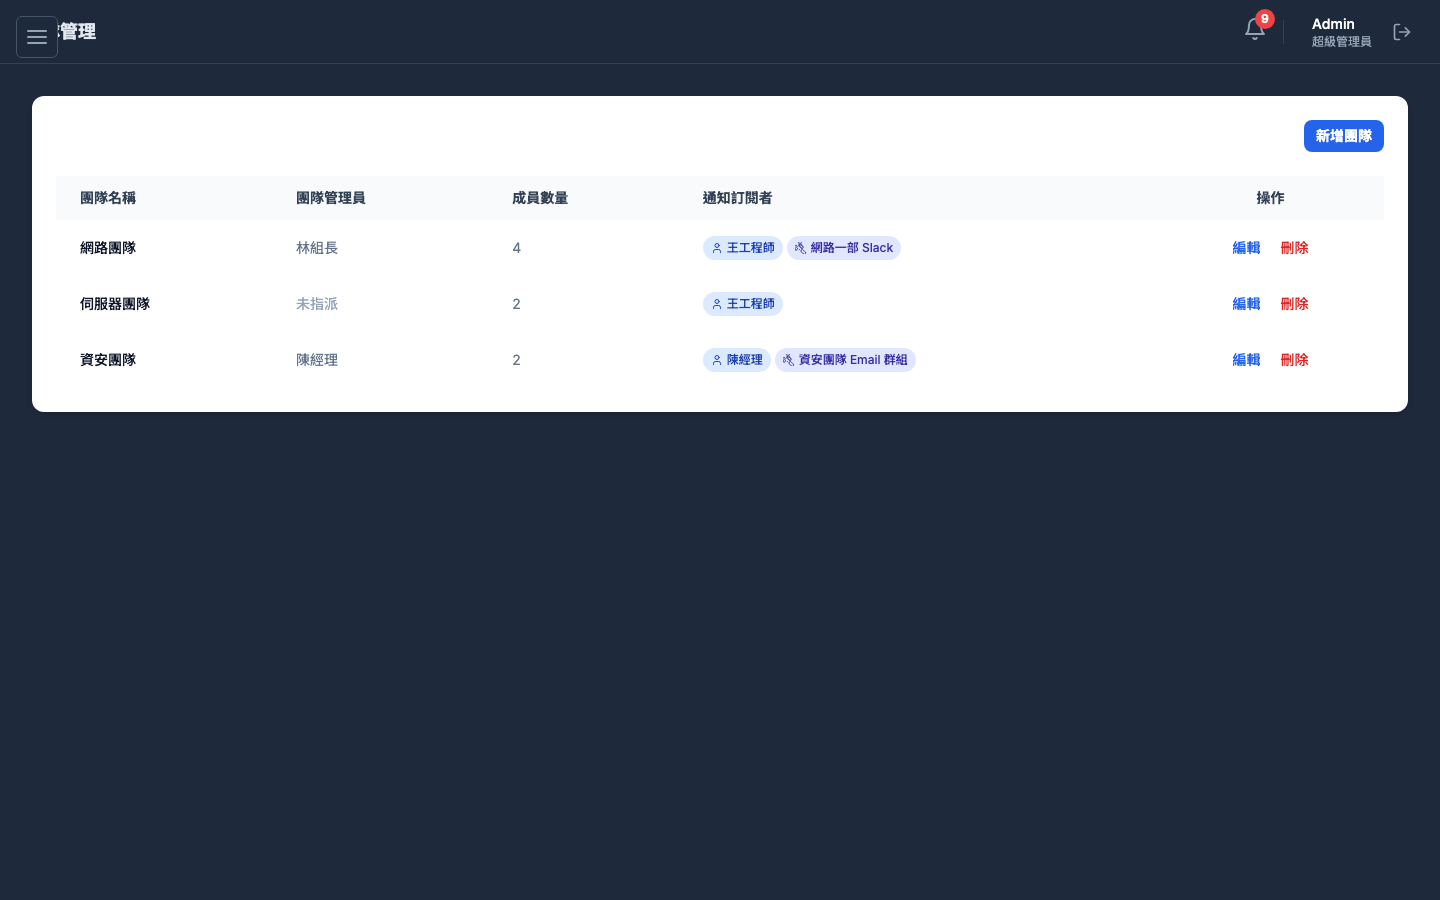 管理
9
Admin
超級管理員
新增團隊
團隊名稱 團隊管理員 成員數量 通知訂閱者 操作
網路團隊 林組長 4 王工程師 網路一部 Slack 編輯 刪除
伺服器團隊 未指派 2 王工程師 編輯 刪除
資安團隊 陳經理 2 陳經理 資安團隊 Email 群組 編輯 刪除